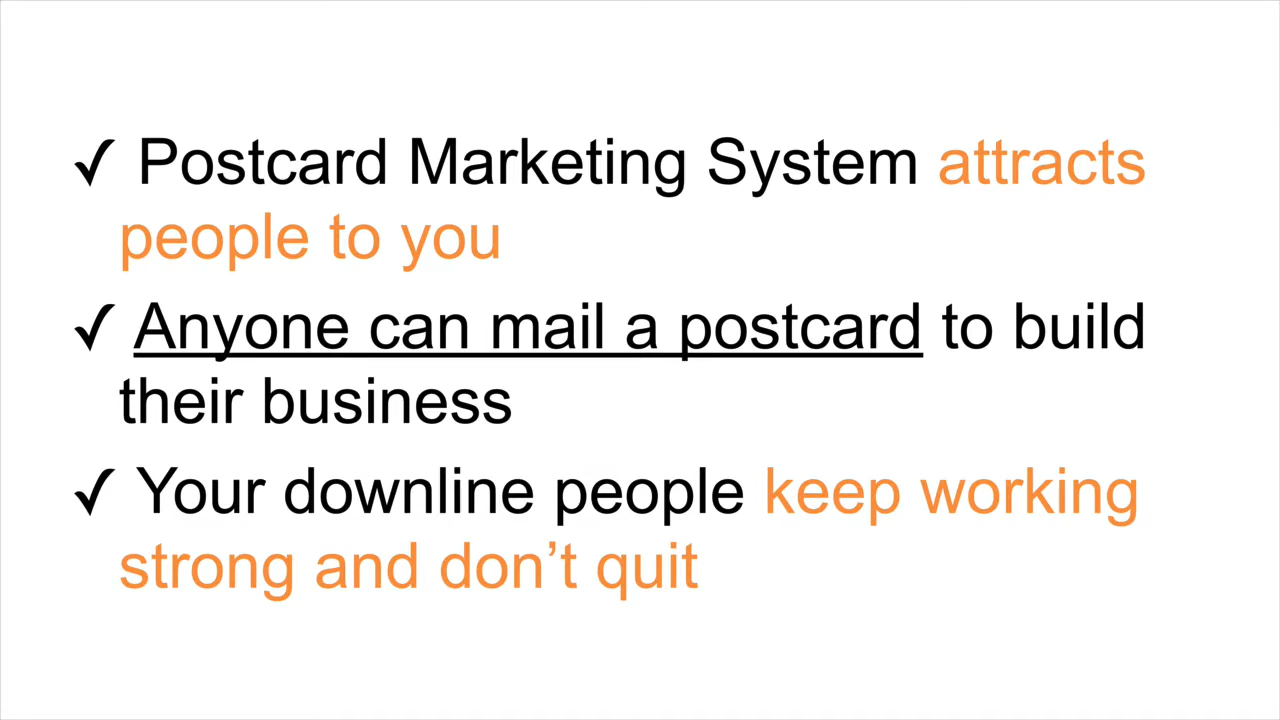 ✓ Postcard Marketing System attracts
people to you
✓ Anyone can mail a postcard to build
their business
✓ Your downline people keep working
strong and don’t quit